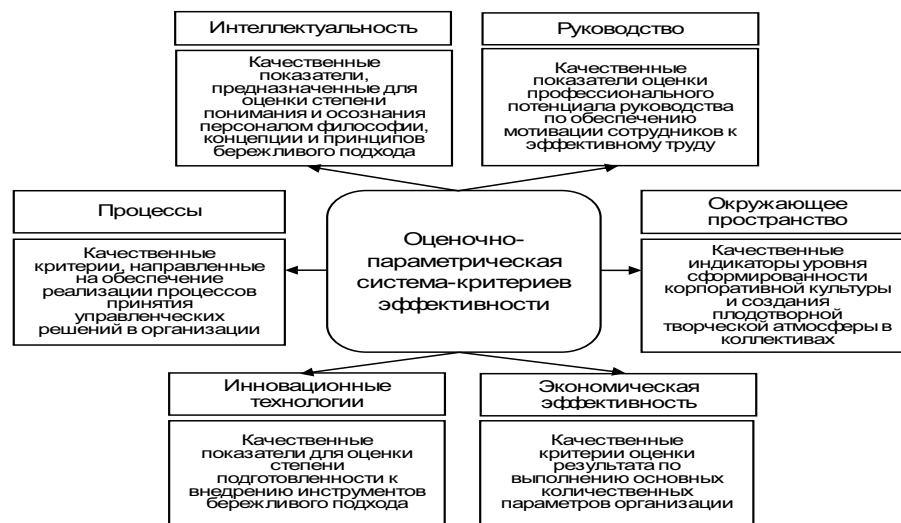 Интеллектуальность
Качественные
показатели,
предназначенные для
оценки степени
понимания и осознания
персоналом философии,
концепции и принципов
бережливого подхода
Руководство
Качественные
показатели оценки
профессионального
потенциала руководства
по обеспечению
мотивации сотрудников к
эффективному труду
Процессы
Качественные
критерии, направленные
на обеспечение
реализации процессов
принятия
управленческих
решений в организации
Оценочно-
параметрическая
система-критериев
эффективности
Окружающее
пространство
Качественные
индикаторы уровня
сформированности
корпоративной культуры
и создания
плодотворной
творческой атмосферы в
коллективах
Инновационные
технологии
Качественные
показатели для оценки
степени
подготовленности к
внедрению инструментов
бережливого подхода
Экономическая
эффективность
Качественные
критерии оценки
результата по
выполнению основных
количественных
параметров организации